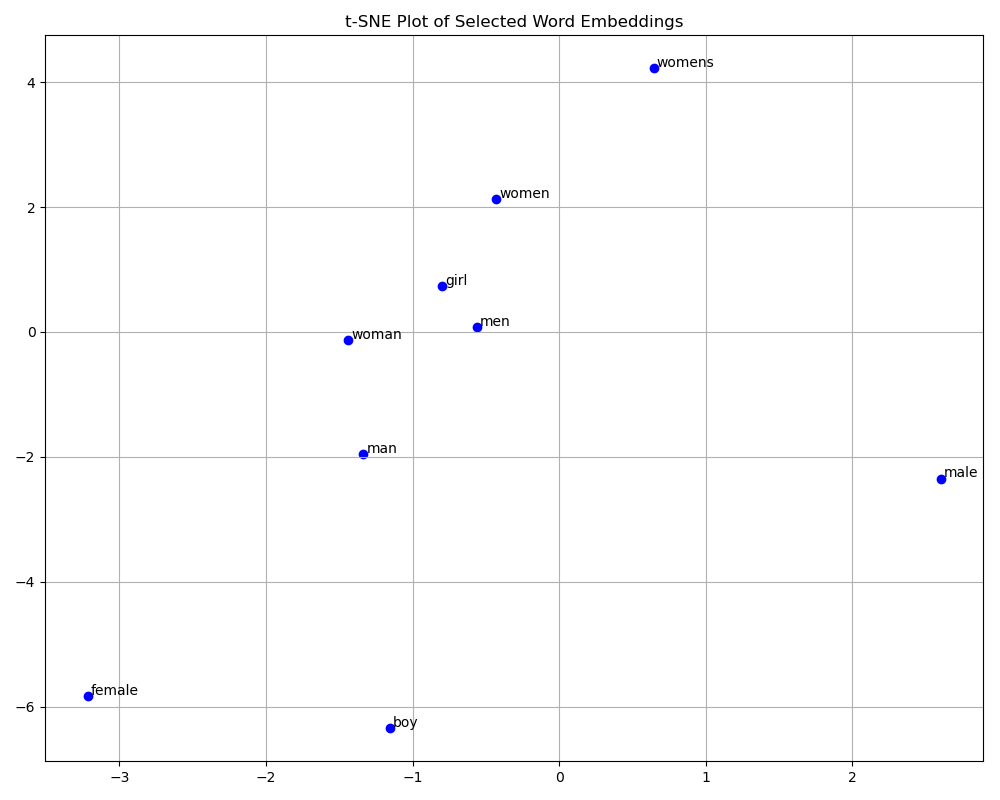 t-SNE Plot of Selected Word Embeddings
womens
4
women
2
girl
men
0
woman
man
−2
male
−4
female
−6
boy
−3 −2 −1 0 1 2